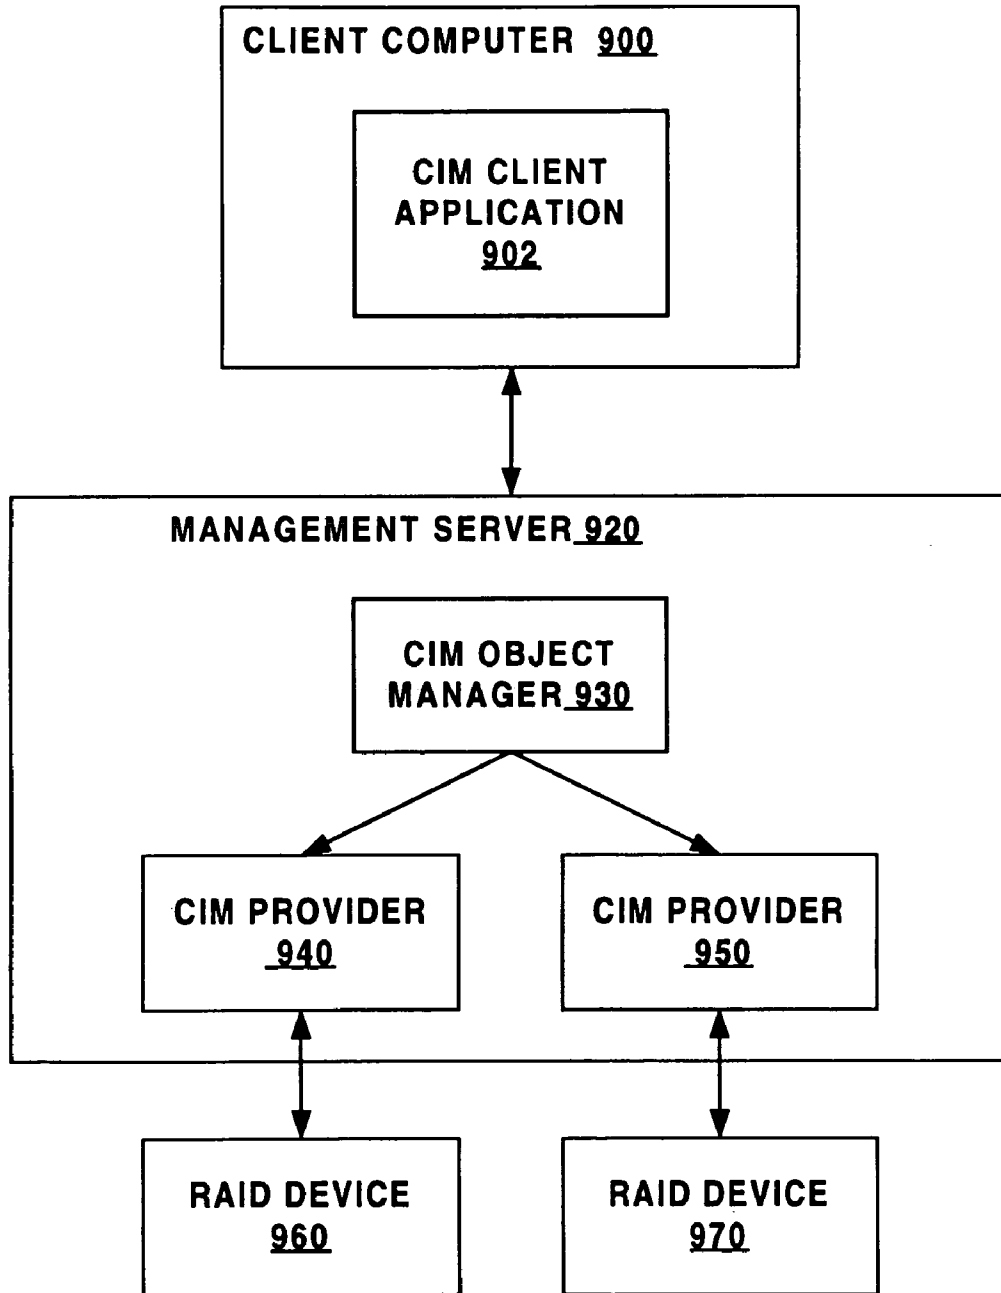 CLIENT COMPUTER 900
CIM CLIENT
APPLICATION
902
MANAGEMENT SERVER 920
CIM OBJECT
MANAGER 930
CIM PROVIDER
940
CIM PROVIDER
950
RAID DEVICE
960
RAID DEVICE
970